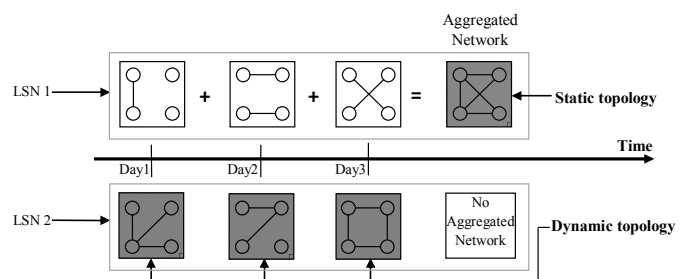 Aggregated
Network
LSN 1
+ + =
Static topology
Time
Day1 Day2 Day3
LSN 2
No
Aggregated
Network
Dynamic topology